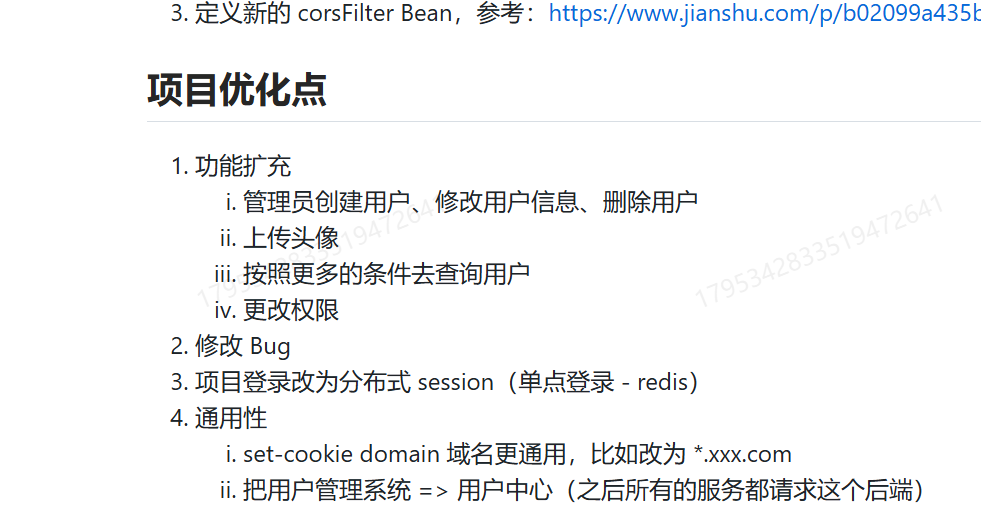 3. 定义新的 corsFilter Bean，参考：https://www.jianshu.com/p/b02099a435b
项目优化点
1. 功能扩充
i. 管理员创建用户、修改用户信息、删除用户
ii. 上传头像
iii. 按照更多的条件去查询用户
iv. 更改权限
2. 修改 Bug
3. 项目登录改为分布式 session（单点登录 - redis）
4. 通用性
i. set-cookie domain 域名更通用，比如改为 *.xxx.com
ii. 把用户管理系统 => 用户中心（之后所有的服务都请求这个后端）
1795342833519472641